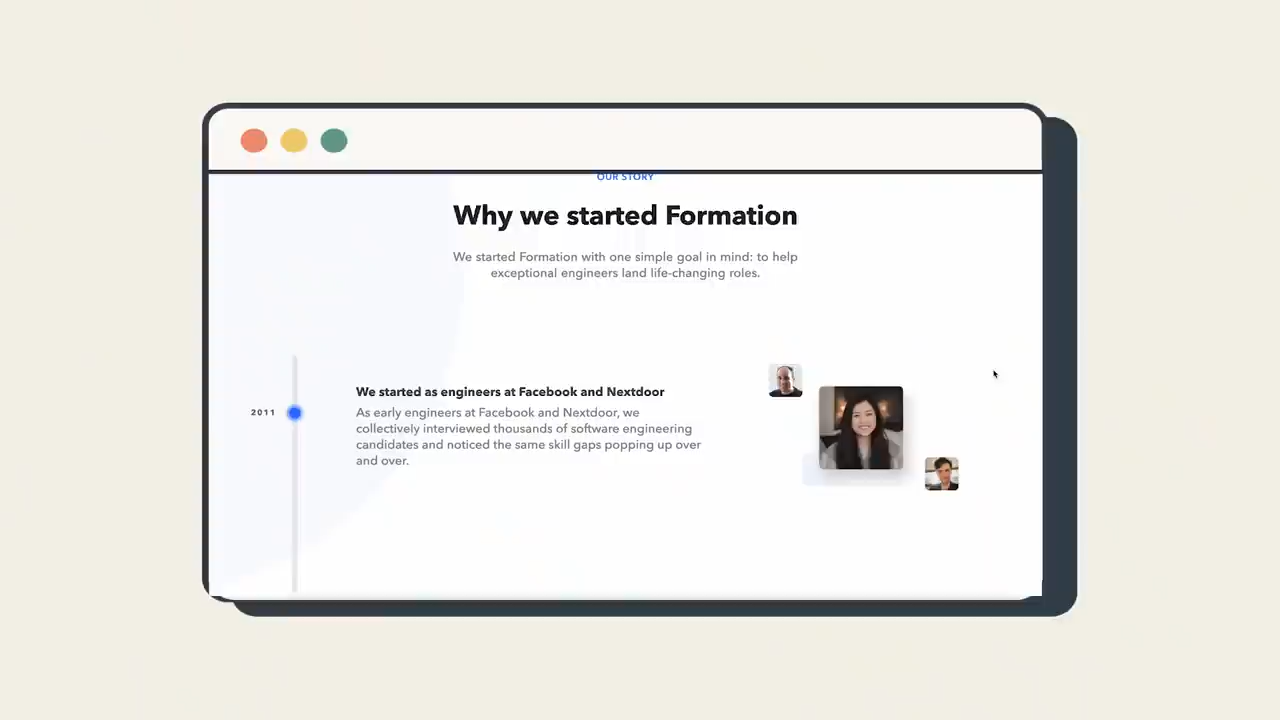 OUR STORY
Why we started Formation
We started Formation with one simple goal in mind: to help
exceptional engineers land life-changing roles.
2011
We started as engineers at Facebook and Nextdoor
As early engineers at Facebook and Nextdoor, we
collectively interviewed thousands of software engineering
candidates and noticed the same skill gaps popping up over
and over.